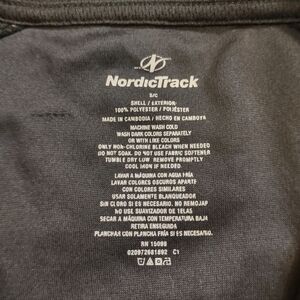 NordicTrack
S/C
SHELL / EXTERIOR:
100% POLYESTER / POLIÉSTER
MADE IN CAMBODIA / HECHO EN CAMBOYA
MACHINE WASH COLD
WASH DARK COLORS SEPARATELY
OR WITH LIKE COLORS
ONLY NON-CHLORINE BLEACH WHEN NEEDED
DO NOT SOAK. DO NOT USE FABRIC SOFTENER
TUMBLE DRY LOW REMOVE PROMPTLY
COOL IRON IF NEEDED.
LAVAR A MÁQUINA CON AGUA FRÍA
LAVAR COLORES OSCUROS APARTE
CON COLORES SIMILARES
USAR SOLAMENTE BLANQUEADOR
SIN CLORO SI ES NECESARIO. NO REMOJAR
NO USE SUAVIZADOR DE TELAS
SECAR A MÁQUINA CON TEMPERATURA BAJA
RETIRA ENSEGUIDA
PLANCHAR CON PLANCHA FRÍA SI ES NECESARIO.
RN 15099
020972681892 C1